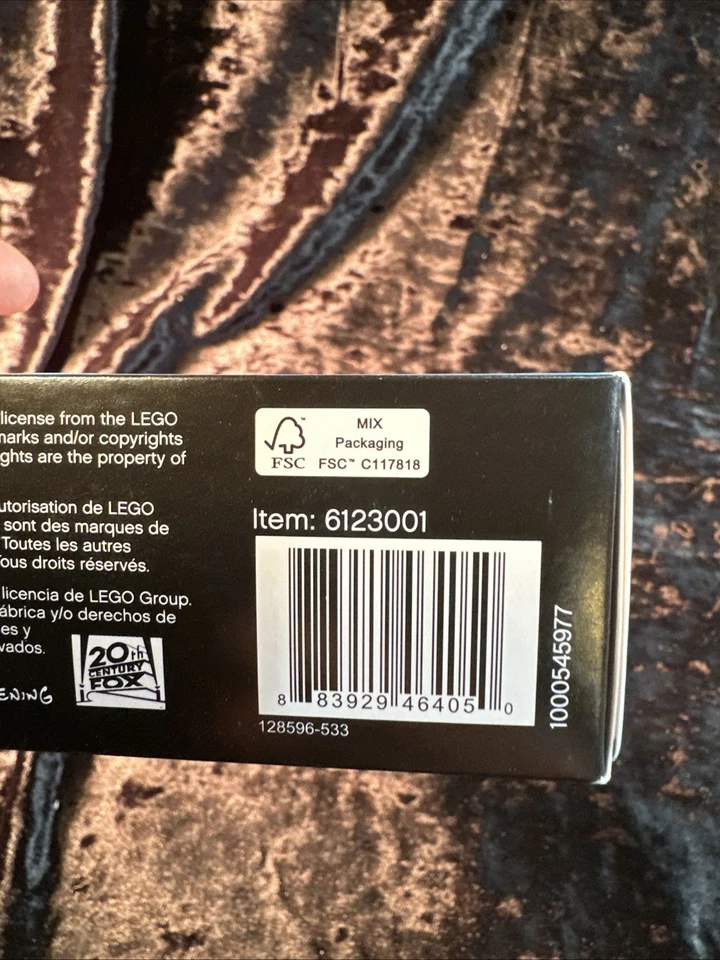 license from the LEGO
marks and/or copyrights
ghts are the property of
utorisation de LEGO
sont des marques de
Toutes les autres
Tous droits réservés.
licencia de LEGO Group.
ábrica y/o derechos de
es y
vados.
ENING
20th
CENTURY
FOX
MIX
Packaging
FSC™ C117818
FSC
Item: 6123001
8 83929 46405 0
128596-533
1000545977